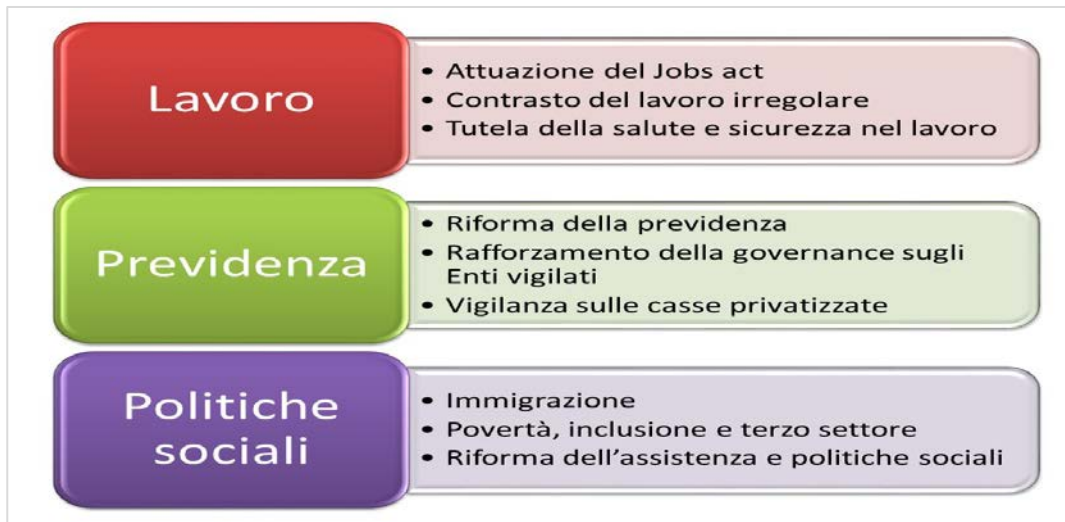 Lavoro
• Attuazione del Jobs act
• Contrasto del lavoro irregolare
• Tutela della salute e sicurezza nel lavoro
Previdenza
• Riforma della previdenza
• Rafforzamento della governance sugli
Enti vigilati
• Vigilanza sulle casse privatizzate
Politiche
sociali
• Immigrazione
• Povertà, inclusione e terzo settore
• Riforma dell’assistenza e politiche sociali